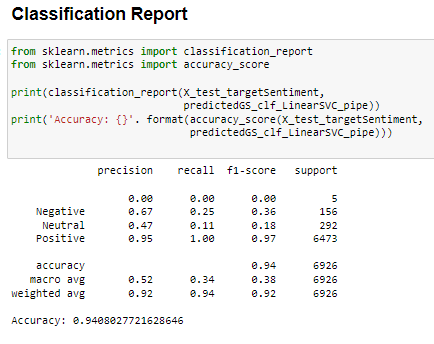 Classification Report
from sklearn.metrics import classification_report
from sklearn.metrics import accuracy_score
print(classification_report(X_test_targetSentiment,
predictedGS_clf_LinearSVC_pipe))
print('Accuracy: {}'. format(accuracy_score(X_test_targetSentiment,
predictedGS_clf_LinearSVC_pipe)))
precision recall f1-score support
0.00 0.00 0.00 5
Negative 0.67 0.25 0.36 156
Neutral 0.47 0.11 0.18 292
Positive 0.95 1.00 0.97 6473
accuracy 0.94 6926
macro avg 0.52 0.34 0.38 6926
weighted avg 0.92 0.94 0.92 6926
Accuracy: 0.9408027721628646